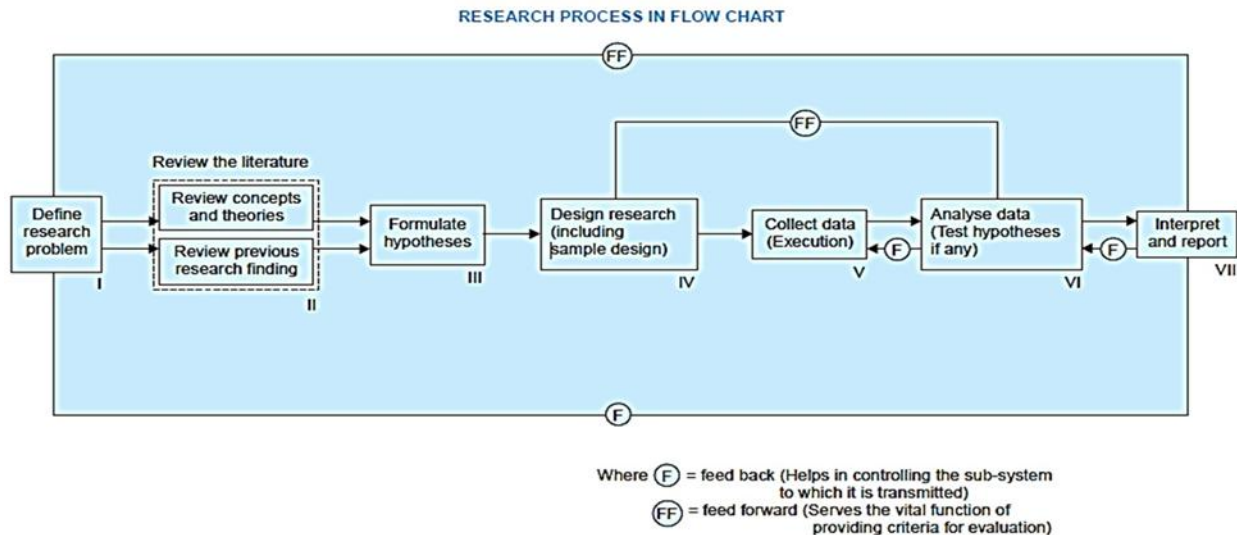 RESEARCH PROCESS IN FLOW CHART
FF
FF
Review the literature
Define
research
problem
I
Review concepts
and theories
Review previous
research finding
II
Formulate
hypotheses
III
Design research
(including
sample design)
IV
Collect data
(Execution)
V
F
Analyse data
(Test hypotheses
if any)
VI
F
Interpret
and report
VII
F
Where F = feed back (Helps in controlling the sub-system
to which it is transmitted)
FF = feed forward (Serves the vital function of
providing criteria for evaluation)